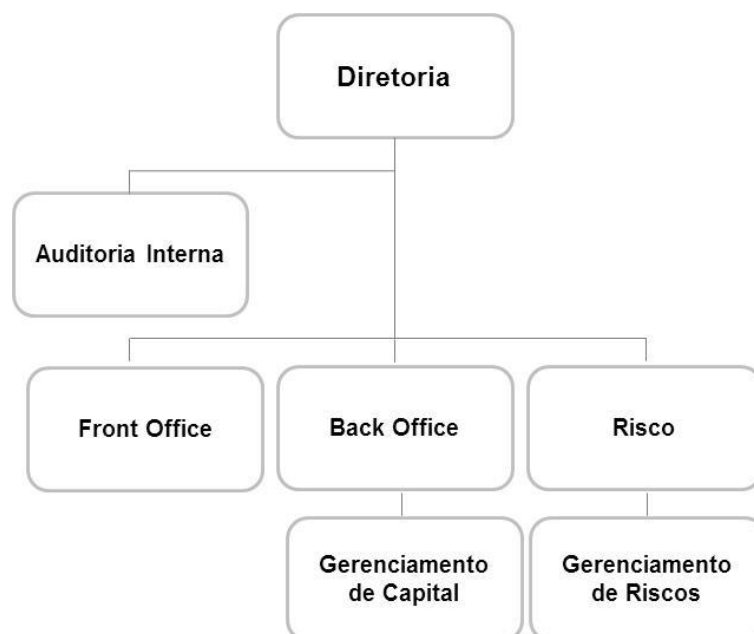 Diretoria
Auditoria Interna
Front Office
Back Office
Risco
Gerenciamento
de Capital
Gerenciamento
de Riscos